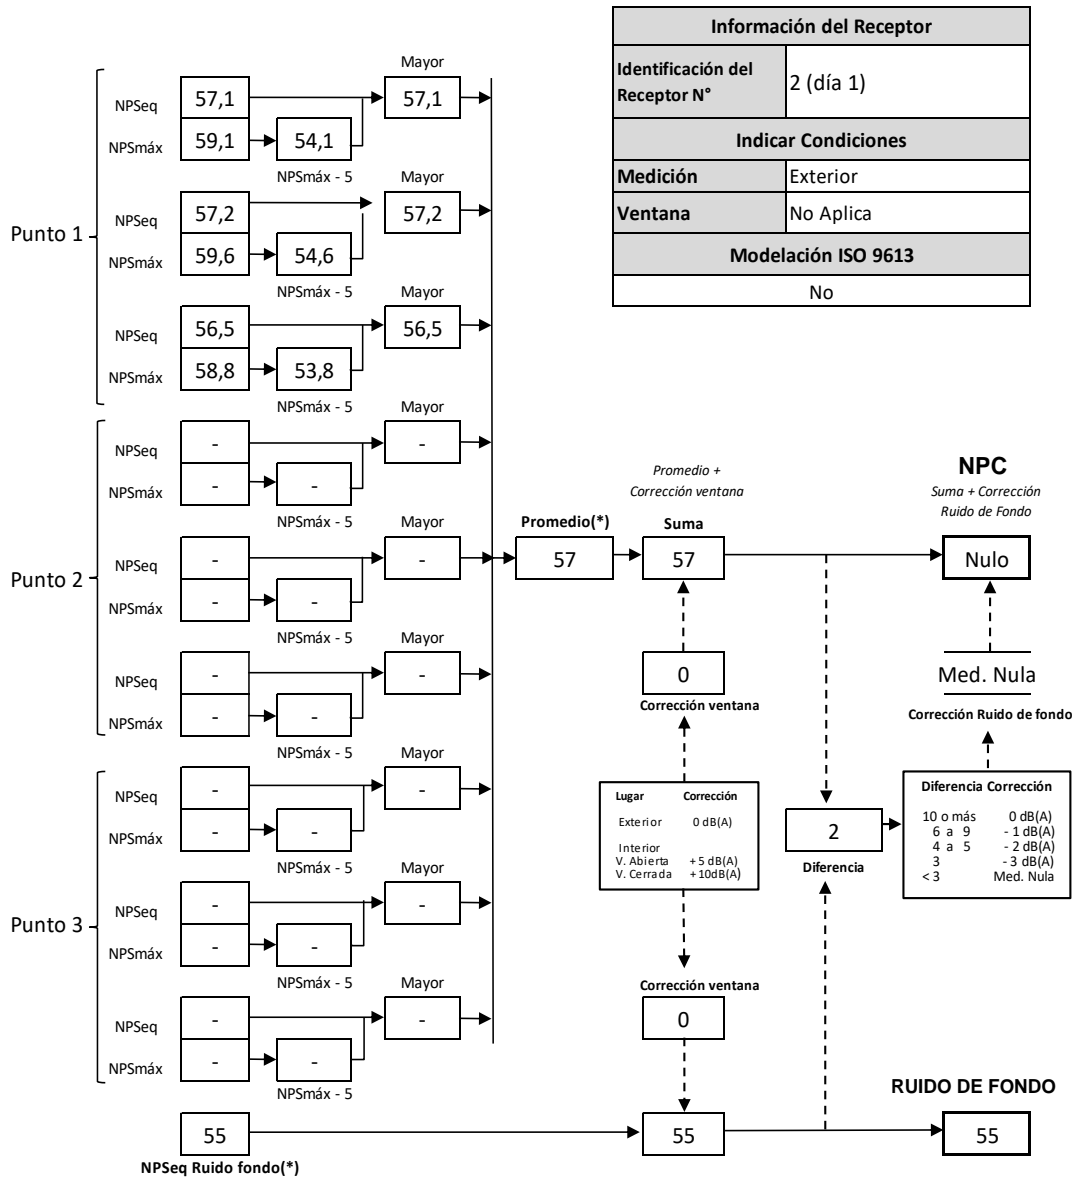 Información del Receptor
Identificación del Receptor N°
2 (día 1)
Indicar Condiciones
Medición
Exterior
Ventana
No Aplica
Modelación ISO 9613
No
Punto 1
Mayor
NPSeq
57,1
57,1
NPSmáx
59,1
54,1
NPSmáx - 5
Mayor
NPSeq
57,2
57,2
NPSmáx
59,6
54,6
NPSmáx - 5
Mayor
NPSeq
56,5
56,5
NPSmáx
58,8
53,8
NPSmáx - 5
Punto 2
Mayor
NPSeq
-
-
NPSmáx
-
-
NPSmáx - 5
Mayor
NPSeq
-
-
NPSmáx
-
-
NPSmáx - 5
Mayor
NPSeq
-
-
NPSmáx
-
-
NPSmáx - 5
Punto 3
Mayor
NPSeq
-
-
NPSmáx
-
-
NPSmáx - 5
Mayor
NPSeq
-
-
NPSmáx
-
-
NPSmáx - 5
Mayor
NPSeq
-
-
NPSmáx
-
-
NPSmáx - 5
55
NPSeq Ruido fondo(*)
Promedio(*)
57
Promedio +
Corrección ventana
Suma
57
0
Corrección ventana
Lugar Corrección
Exterior 0 dB(A)
Interior
V. Abierta + 5 dB(A)
V. Cerrada + 10dB(A)
Corrección ventana
0
55
2
Diferencia
NPC
Suma + Corrección
Ruido de Fondo
Nulo
Med. Nula
Corrección Ruido de fondo
Diferencia Corrección
10 o más 0 dB(A)
6 a 9 - 1 dB(A)
4 a 5 - 2 dB(A)
3 - 3 dB(A)
< 3 Med. Nula
RUIDO DE FONDO
55